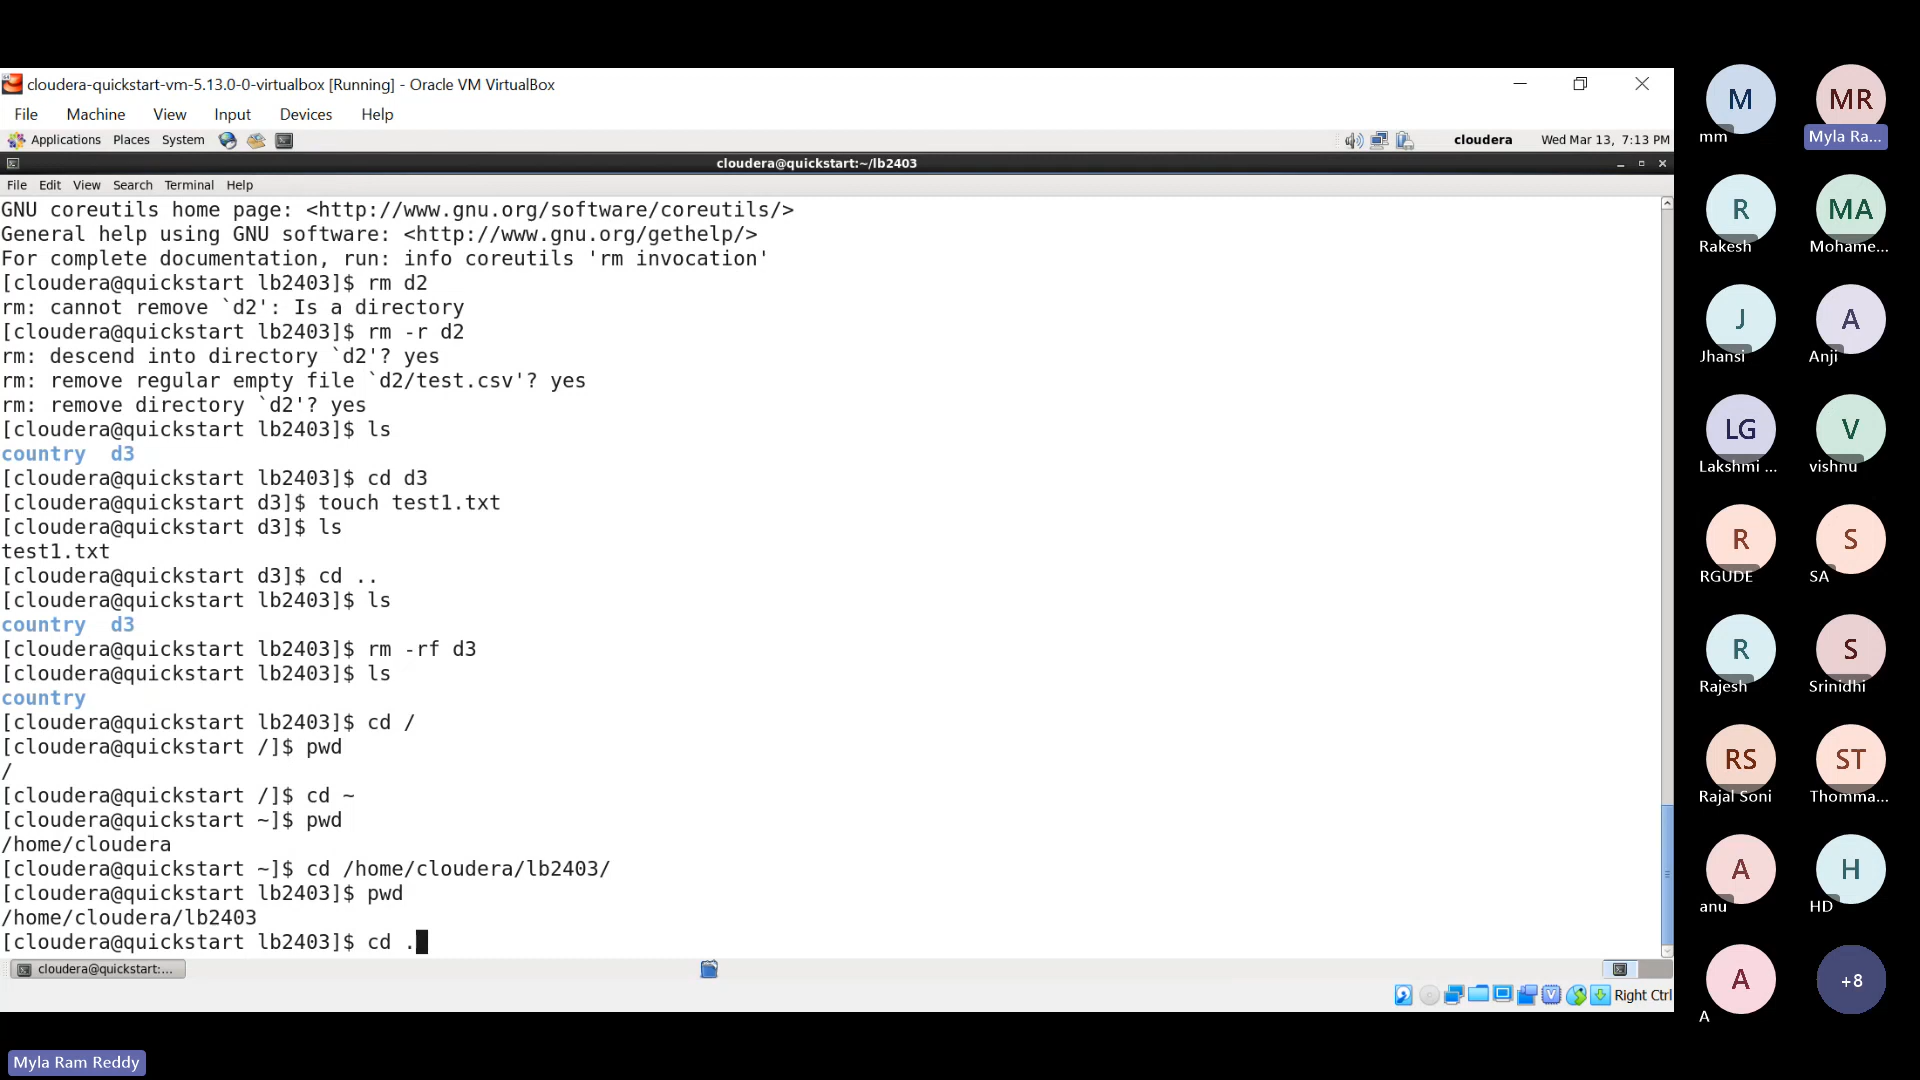 cloudera-quickstart-vm-5.13.0-0-virtualbox [Running] - Oracle VM VirtualBox
File Machine View Input Devices Help
Applications Places System cloudera Wed Mar 13, 7:13 PM
cloudera@quickstart:~/lb2403
File Edit View Search Terminal Help
GNU coreutils home page: <http://www.gnu.org/software/coreutils/>
General help using GNU software: <http://www.gnu.org/gethelp/>
For complete documentation, run: info coreutils 'rm invocation'
[cloudera@quickstart lb2403]$ rm d2
rm: cannot remove `d2': Is a directory
[cloudera@quickstart lb2403]$ rm -r d2
rm: descend into directory `d2'? yes
rm: remove regular empty file `d2/test.csv'? yes
rm: remove directory `d2'? yes
[cloudera@quickstart lb2403]$ ls
country  d3
[cloudera@quickstart lb2403]$ cd d3
[cloudera@quickstart d3]$ touch test1.txt
[cloudera@quickstart d3]$ ls
test1.txt
[cloudera@quickstart d3]$ cd ..
[cloudera@quickstart lb2403]$ ls
country  d3
[cloudera@quickstart lb2403]$ rm -rf d3
[cloudera@quickstart lb2403]$ ls
country
[cloudera@quickstart lb2403]$ cd /
[cloudera@quickstart /]$ pwd
/
[cloudera@quickstart /]$ cd ~
[cloudera@quickstart ~]$ pwd
/home/cloudera
[cloudera@quickstart ~]$ cd /home/cloudera/lb2403/
[cloudera@quickstart lb2403]$ pwd
/home/cloudera/lb2403
[cloudera@quickstart lb2403]$ cd .
cloudera@quickstart:...
Right Ctrl
M MR
mm Myla Ra...
R MA
Rakesh Mohame...
J A
Jhansi Anji
LG V
Lakshmi ... vishnu
R S
RGUDE SA
R S
Rajesh Srinidhi
RS ST
Rajal Soni Thomma...
A H
anu HD
A +8
A
Myla Ram Reddy